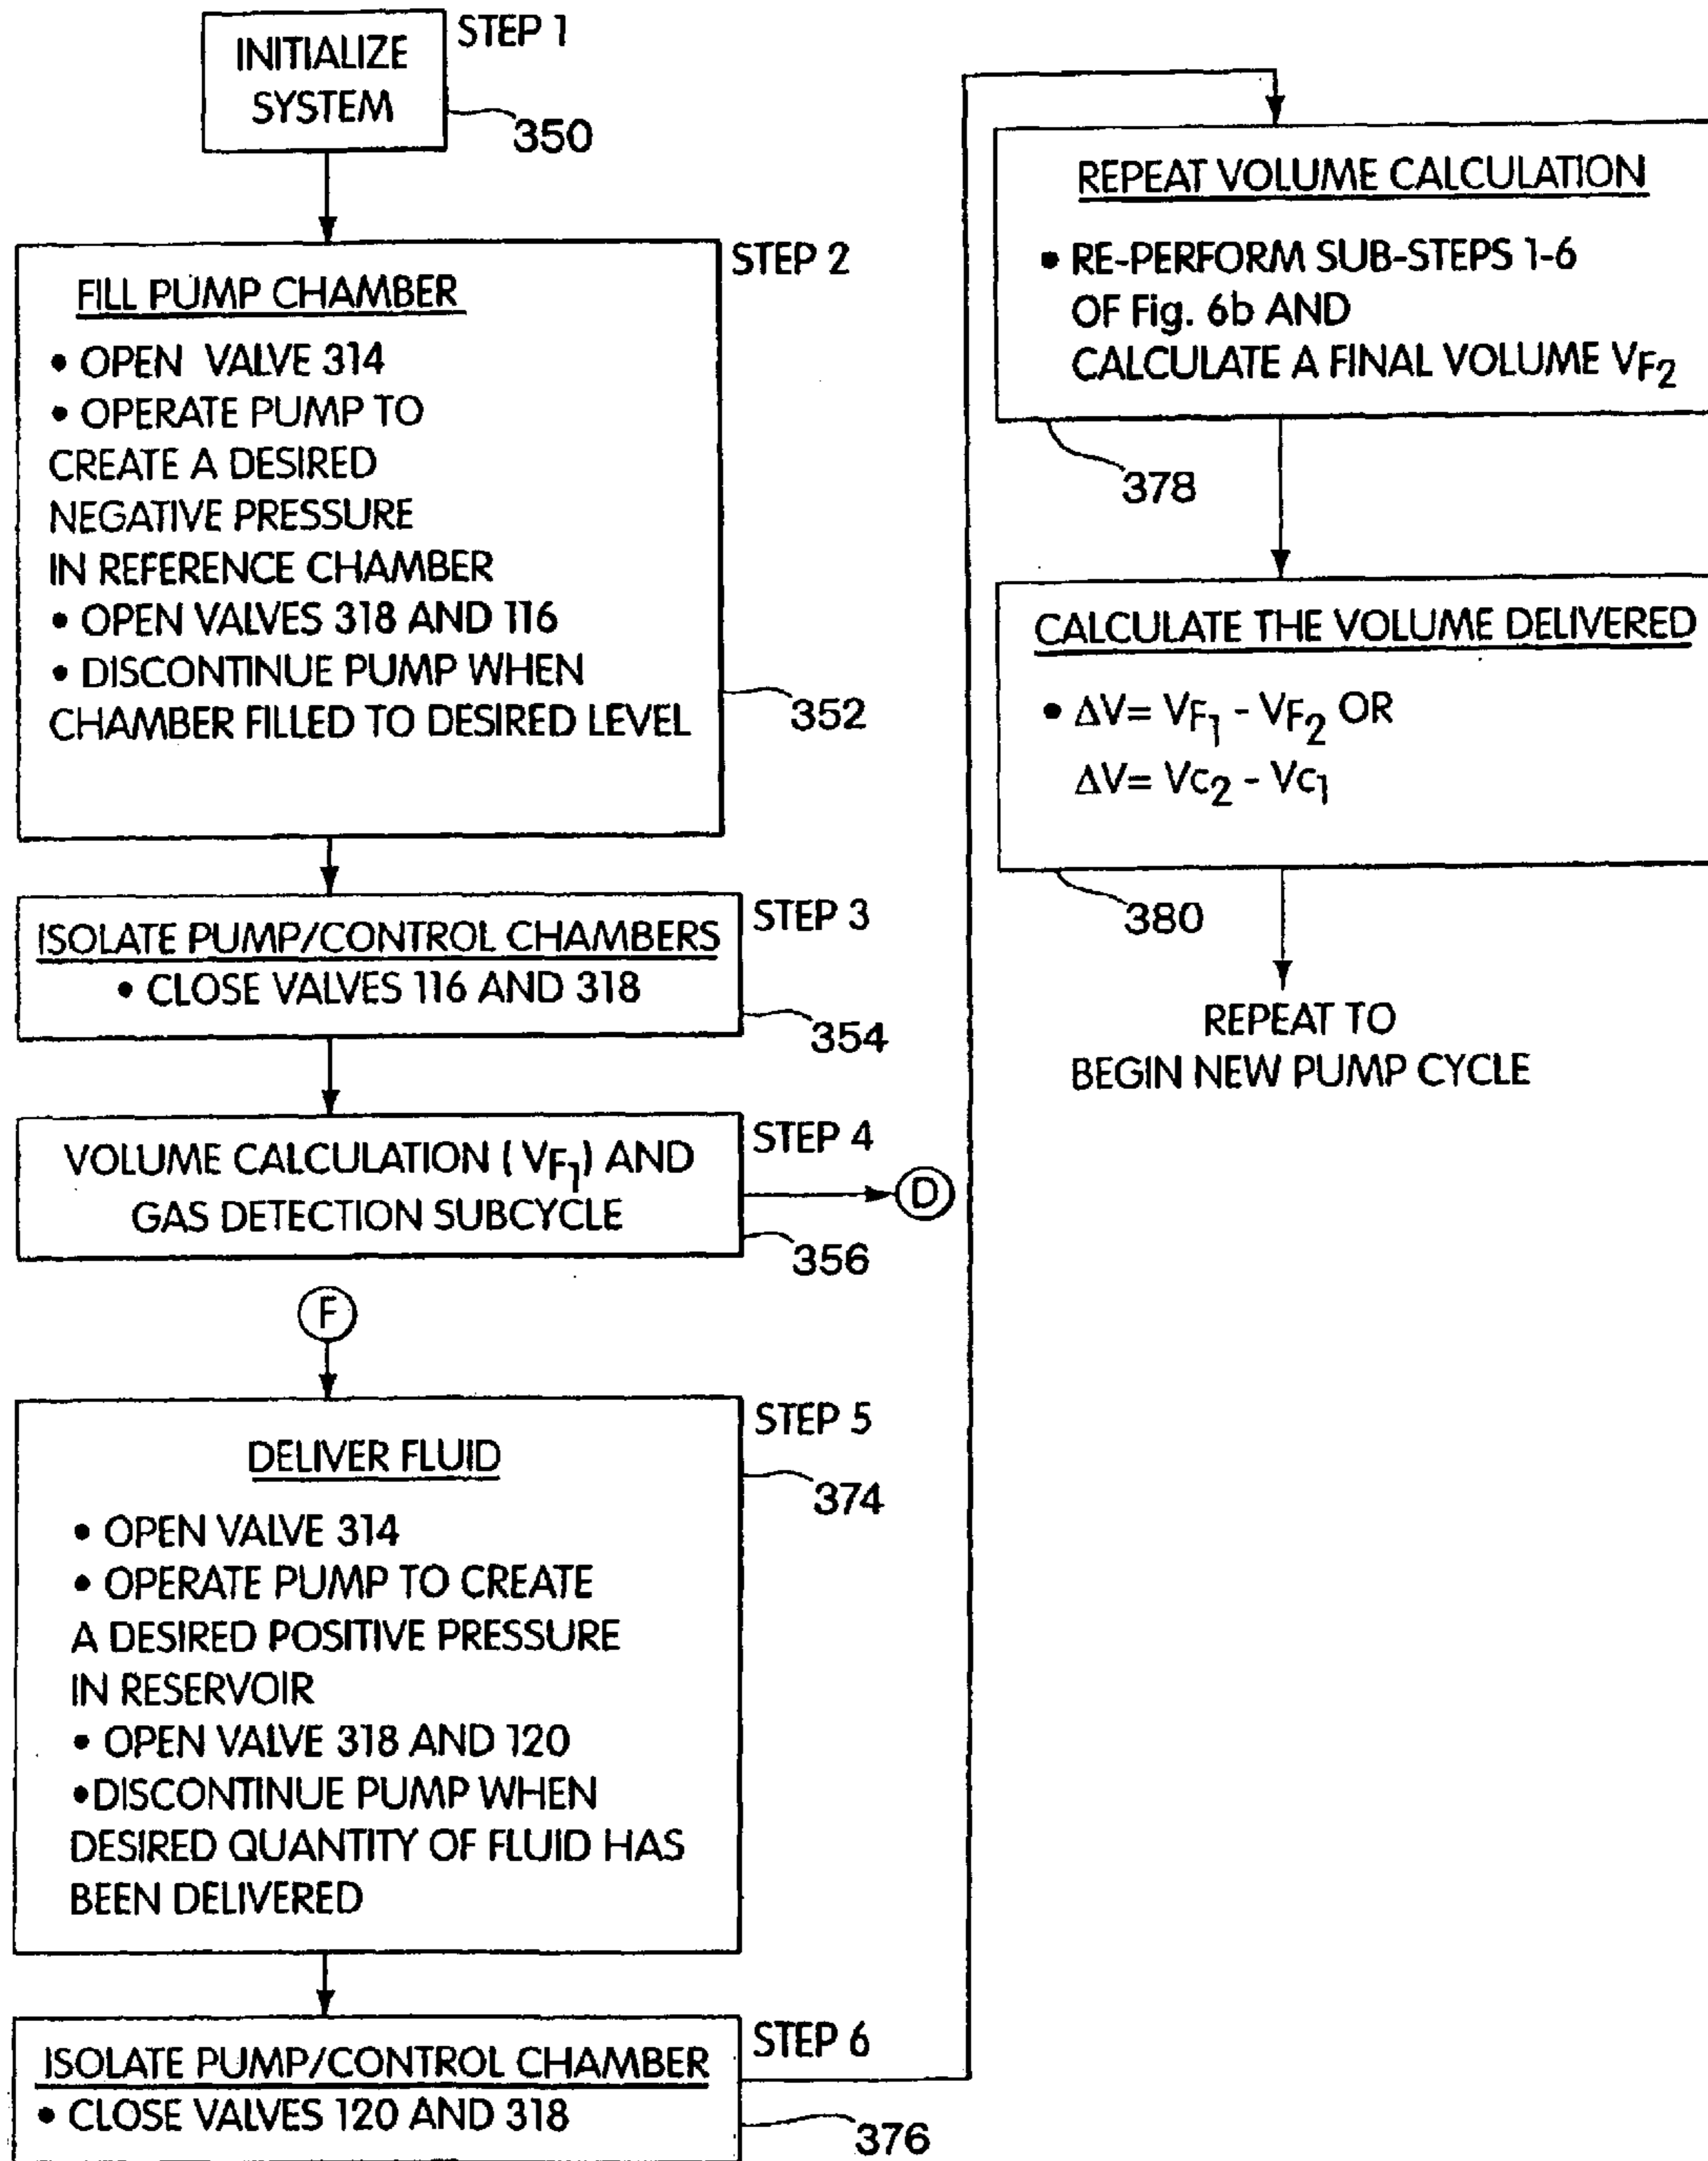 INITIALIZE
SYSTEM
STEP 1
350
STEP 2
FILL PUMP CHAMBER
• OPEN VALVE 314
• OPERATE PUMP TO
CREATE A DESIRED
NEGATIVE PRESSURE
IN REFERENCE CHAMBER
• OPEN VALVES 318 AND 116
• DISCONTINUE PUMP WHEN
CHAMBER FILLED TO DESIRED LEVEL
352
STEP 3
ISOLATE PUMP/CONTROL CHAMBERS
• CLOSE VALVES 116 AND 318
354
STEP 4
VOLUME CALCULATION ( VF1) AND
GAS DETECTION SUBCYCLE
D
356
F
STEP 5
DELIVER FLUID
374
• OPEN VALVE 314
• OPERATE PUMP TO CREATE
A DESIRED POSITIVE PRESSURE
IN RESERVOIR
• OPEN VALVE 318 AND 120
•DISCONTINUE PUMP WHEN
DESIRED QUANTITY OF FLUID HAS
BEEN DELIVERED
STEP 6
ISOLATE PUMP/CONTROL CHAMBER
• CLOSE VALVES 120 AND 318
376
REPEAT VOLUME CALCULATION
• RE-PERFORM SUB-STEPS 1-6
OF Fig. 6b AND
CALCULATE A FINAL VOLUME VF2
378
CALCULATE THE VOLUME DELIVERED
• ΔV= VF1 - VF2 OR
ΔV= Vc2 - Vc1
380
REPEAT TO
BEGIN NEW PUMP CYCLE